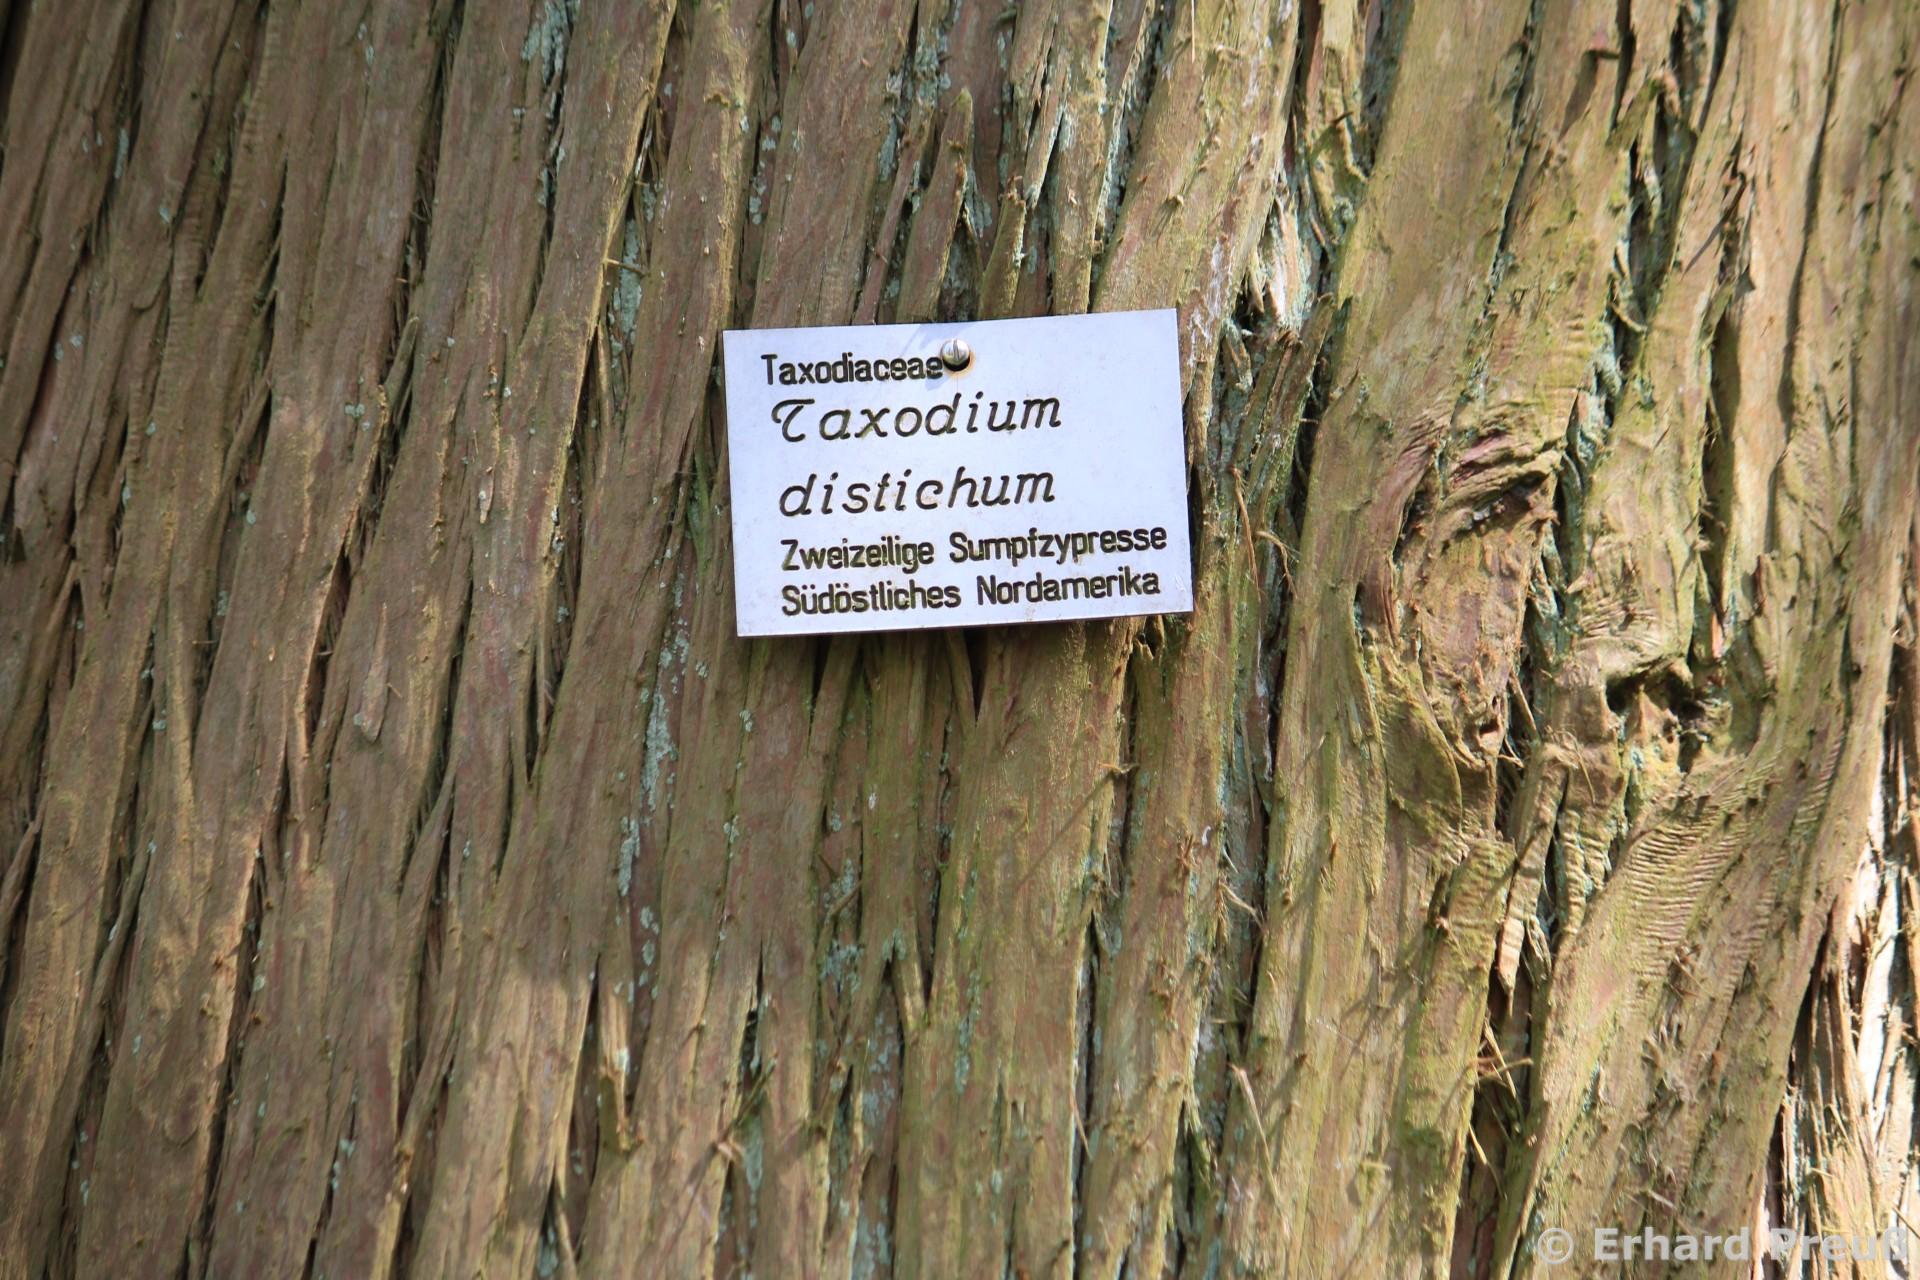 Taxodiaceae
Taxodium
distichum
Zweizeilige Sumpfzypresse
Südöstliches Nordamerika
© Erhard Preuß